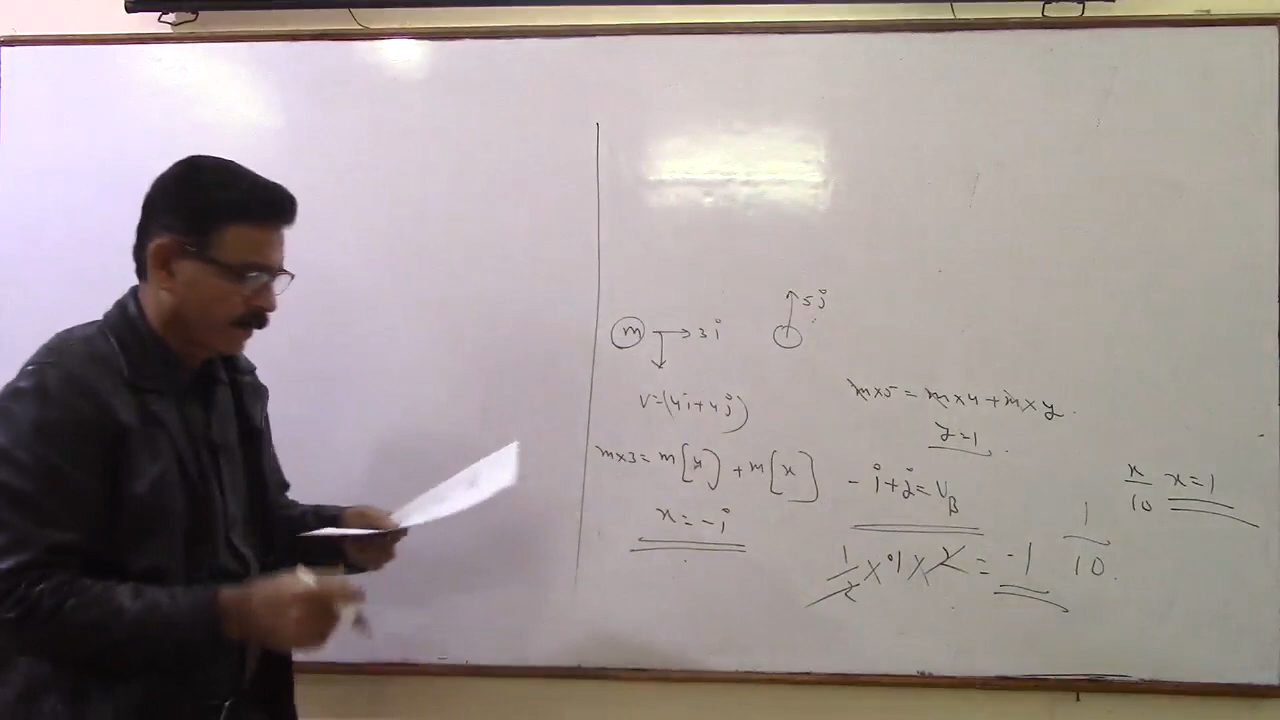 5j
m → 3i
V=(4i+4j)
m×5 = m×4 + m×y
y=1
m×3 = m[4] + m[x]
x = -i
-i+j = V_B
x/10 x=1
1/2 × ·1 × 2 = ·1
1/10